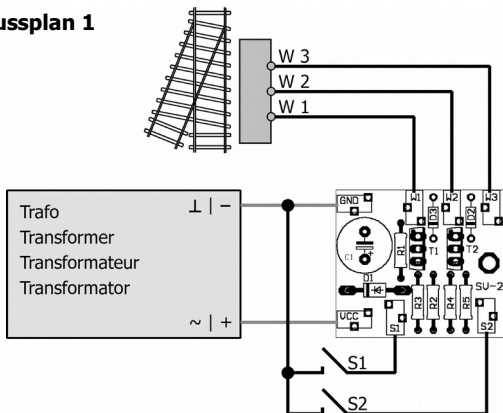 ssplan 1
W 3
W 2
W 1
Trafo
Transformer
Transformateur
Transformator
⊥ | −
~ | +
GND
W1
W2
W3
D3
D2
C1
+
R1
T1
T2
D1
SV-2
VCC
S1
R3
R2
R4
R5
S2
S1
S2